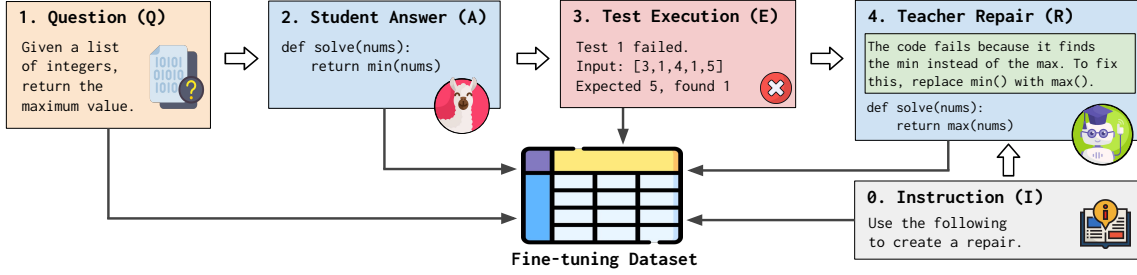 1. Question (Q)
Given a list
of integers,
return the
maximum value.
10101
01010
010
?
2. Student Answer (A)
def solve(nums):
return min(nums)
3. Test Execution (E)
Test 1 failed.
Input: [3,1,4,1,5]
Expected 5, found 1
4. Teacher Repair (R)
The code fails because it finds
the min instead of the max. To fix
this, replace min() with max().
def solve(nums):
return max(nums)
0. Instruction (I)
Use the following
to create a repair.
i
Fine-tuning Dataset